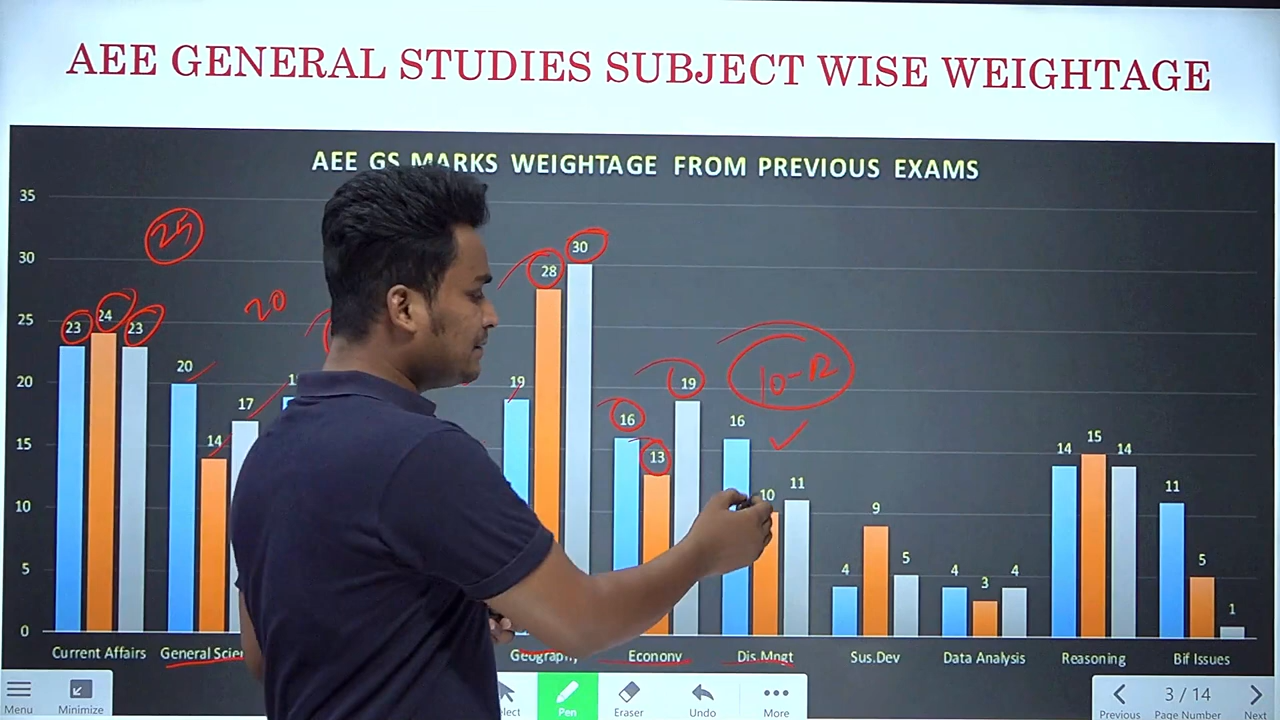 AEE GENERAL STUDIES SUBJECT WISE WEIGHTAGE
AEE GS MARKS WEIGHTAGE FROM PREVIOUS EXAMS
35
30
25
20
15
10
5
0
25
20
10-12
23 24 23
20 14 17
19 28 30
16 13 19
16 10 11
4 9 5
4 3 4
14 15 14
11 5 1
Current Affairs
Geography
Economy
Dis.Mngt
Sus.Dev
Data Analysis
Reasoning
Bif Issues
Menu
Minimize
Pen
Eraser
Undo
More
Previous
3 / 14
Page Number
Next